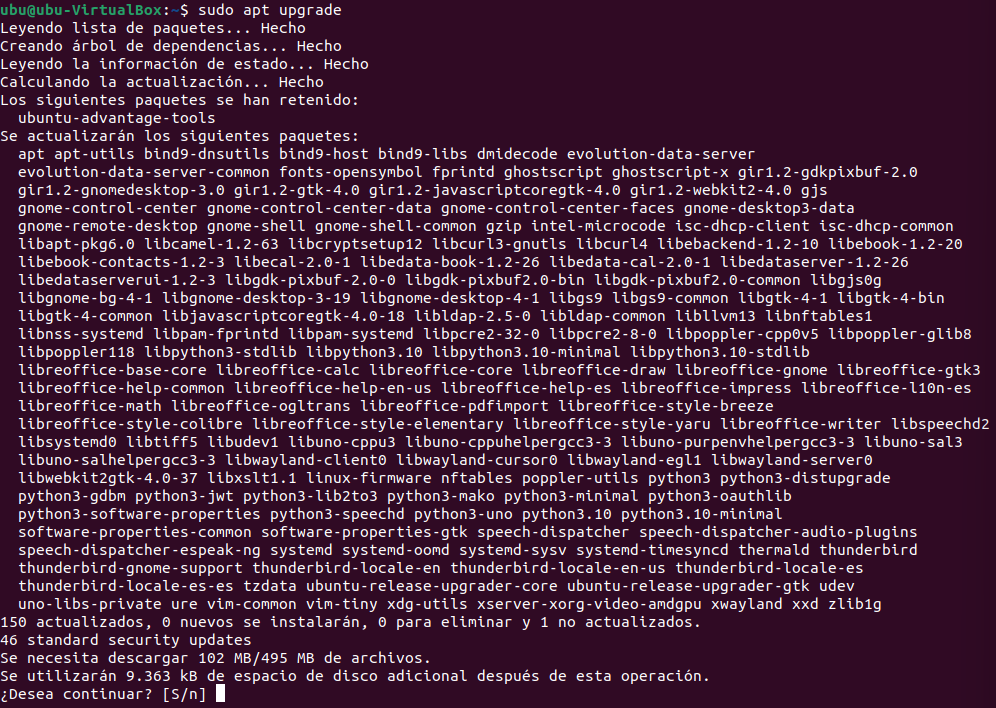 ubu@ubu-VirtualBox:~$ sudo apt upgrade
Leyendo lista de paquetes... Hecho
Creando árbol de dependencias... Hecho
Leyendo la información de estado... Hecho
Calculando la actualización... Hecho
Los siguientes paquetes se han retenido:
  ubuntu-advantage-tools
Se actualizarán los siguientes paquetes:
  apt apt-utils bind9-dnsutils bind9-host bind9-libs dmidecode evolution-data-server
  evolution-data-server-common fonts-opensymbol fprintd ghostscript ghostscript-x gir1.2-gdkpixbuf-2.0
  gir1.2-gnomedesktop-3.0 gir1.2-gtk-4.0 gir1.2-javascriptcoregtk-4.0 gir1.2-webkit2-4.0 gjs
  gnome-control-center gnome-control-center-data gnome-control-center-faces gnome-desktop3-data
  gnome-remote-desktop gnome-shell gnome-shell-common gzip intel-microcode isc-dhcp-client isc-dhcp-common
  libapt-pkg6.0 libcamel-1.2-63 libcryptsetup12 libcurl3-gnutls libcurl4 libebackend-1.2-10 libebook-1.2-20
  libebook-contacts-1.2-3 libecal-2.0-1 libedata-book-1.2-26 libedata-cal-2.0-1 libedataserver-1.2-26
  libedataserverui-1.2-3 libgdk-pixbuf-2.0-0 libgdk-pixbuf2.0-bin libgdk-pixbuf2.0-common libgjs0g
  libgnome-bg-4-1 libgnome-desktop-3-19 libgnome-desktop-4-1 libgs9 libgs9-common libgtk-4-1 libgtk-4-bin
  libgtk-4-common libjavascriptcoregtk-4.0-18 libldap-2.5-0 libldap-common libllvm13 libnftables1
  libnss-systemd libpam-fprintd libpam-systemd libpcre2-32-0 libpcre2-8-0 libpoppler-cpp0v5 libpoppler-glib8
  libpoppler118 libpython3-stdlib libpython3.10 libpython3.10-minimal libpython3.10-stdlib
  libreoffice-base-core libreoffice-calc libreoffice-core libreoffice-draw libreoffice-gnome libreoffice-gtk3
  libreoffice-help-common libreoffice-help-en-us libreoffice-help-es libreoffice-impress libreoffice-l10n-es
  libreoffice-math libreoffice-ogltrans libreoffice-pdfimport libreoffice-style-breeze
  libreoffice-style-colibre libreoffice-style-elementary libreoffice-style-yaru libreoffice-writer libspeechd2
  libsystemd0 libtiff5 libudev1 libuno-cppu3 libuno-cppuhelpergcc3-3 libuno-purpenvhelpergcc3-3 libuno-sal3
  libuno-salhelpergcc3-3 libwayland-client0 libwayland-cursor0 libwayland-egl1 libwayland-server0
  libwebkit2gtk-4.0-37 libxslt1.1 linux-firmware nftables poppler-utils python3 python3-distupgrade
  python3-gdbm python3-jwt python3-lib2to3 python3-mako python3-minimal python3-oauthlib
  python3-software-properties python3-speechd python3-uno python3.10 python3.10-minimal
  software-properties-common software-properties-gtk speech-dispatcher speech-dispatcher-audio-plugins
  speech-dispatcher-espeak-ng systemd systemd-oomd systemd-sysv systemd-timesyncd thermald thunderbird
  thunderbird-gnome-support thunderbird-locale-en thunderbird-locale-en-us thunderbird-locale-es
  thunderbird-locale-es-es tzdata ubuntu-release-upgrader-core ubuntu-release-upgrader-gtk udev
  uno-libs-private ure vim-common vim-tiny xdg-utils xserver-xorg-video-amdgpu xwayland xxd zlib1g
150 actualizados, 0 nuevos se instalarán, 0 para eliminar y 1 no actualizados.
46 standard security updates
Se necesita descargar 102 MB/495 MB de archivos.
Se utilizarán 9.363 kB de espacio de disco adicional después de esta operación.
¿Desea continuar? [S/n]